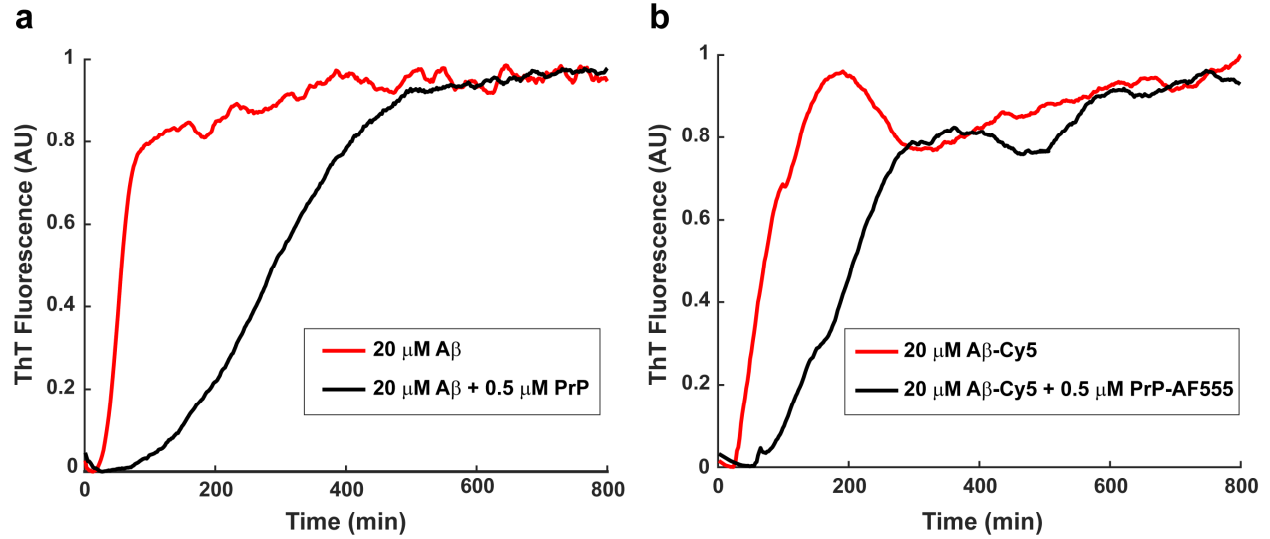 a
ThT Fluorescence (AU)
1
0.8
0.6
0.4
0.2
0
0 200 400 600 800
Time (min)
20 μM Aβ
20 μM Aβ + 0.5 μM PrP
b
ThT Fluorescence (AU)
1
0.8
0.6
0.4
0.2
0
0 200 400 600 800
Time (min)
20 μM Aβ-Cy5
20 μM Aβ-Cy5 + 0.5 μM PrP-AF555